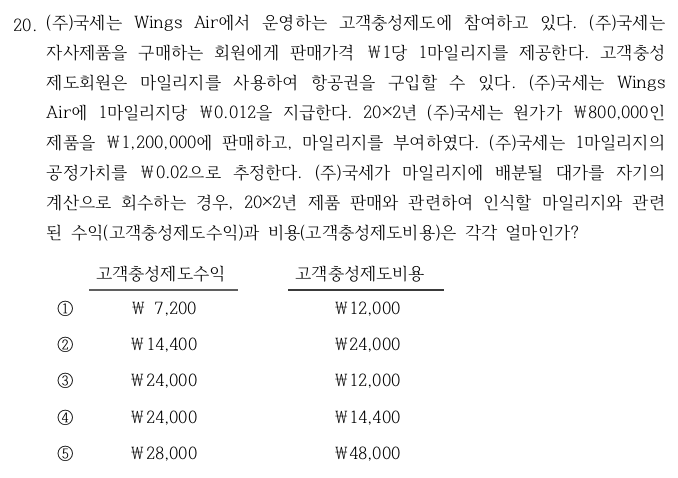 20. (주)국세는 Wings Air에서 운영하는 고객충성제도에 참여하고 있다. (주)국세는
자사제품을 구매하는 회원에게 판매가격 ₩1당 1마일리지를 제공한다. 고객충성
제도회원은 마일리지를 사용하여 항공권을 구입할 수 있다. (주)국세는 Wings
Air에 1마일리지당 ₩0.012을 지급한다. 20×2년 (주)국세는 원가가 ₩800,000인
제품을 ₩1,200,000에 판매하고, 마일리지를 부여하였다. (주)국세는 1마일리지의
공정가치를 ₩0.02으로 추정한다. (주)국세가 마일리지에 배분될 대가를 자기의
계산으로 회수하는 경우, 20×2년 제품 판매와 관련하여 인식할 마일리지와 관련
된 수익(고객충성제도수익)과 비용(고객충성제도비용)은 각각 얼마인가?
고객충성제도수익 고객충성제도비용
① ₩ 7,200 ₩12,000
② ₩14,400 ₩24,000
③ ₩24,000 ₩12,000
④ ₩24,000 ₩14,400
⑤ ₩28,000 ₩48,000